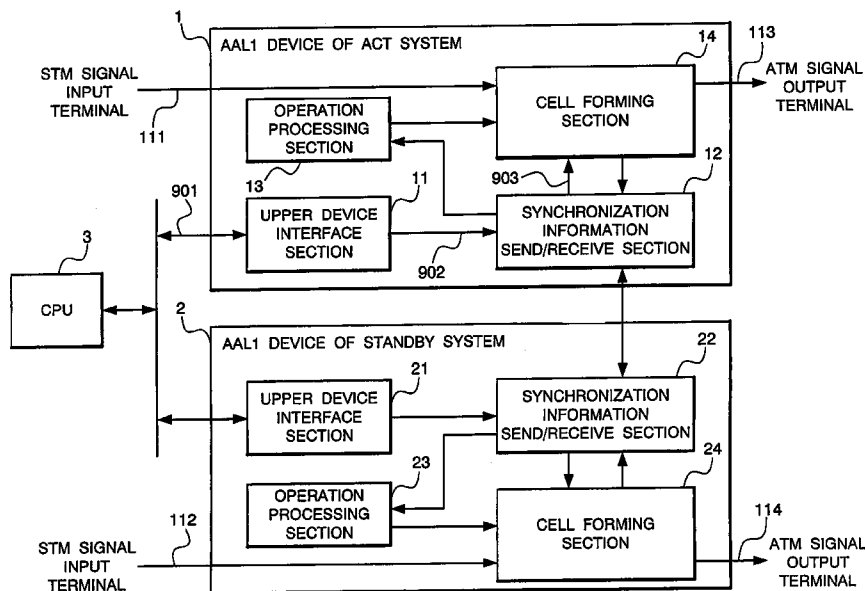 1
AAL1 DEVICE OF ACT SYSTEM
14
113
STM SIGNAL
INPUT
TERMINAL
111
OPERATION
PROCESSING
SECTION
13
CELL FORMING
SECTION
ATM SIGNAL
OUTPUT
TERMINAL
903
12
901
11
UPPER DEVICE
INTERFACE
SECTION
902
SYNCHRONIZATION
INFORMATION
SEND/RECEIVE SECTION
3
CPU
2
AAL1 DEVICE OF STANDBY SYSTEM
22
21
UPPER DEVICE
INTERFACE
SECTION
SYNCHRONIZATION
INFORMATION
SEND/RECEIVE SECTION
23
24
OPERATION
PROCESSING
SECTION
CELL FORMING
SECTION
112
STM SIGNAL
INPUT
TERMINAL
114
ATM SIGNAL
OUTPUT
TERMINAL